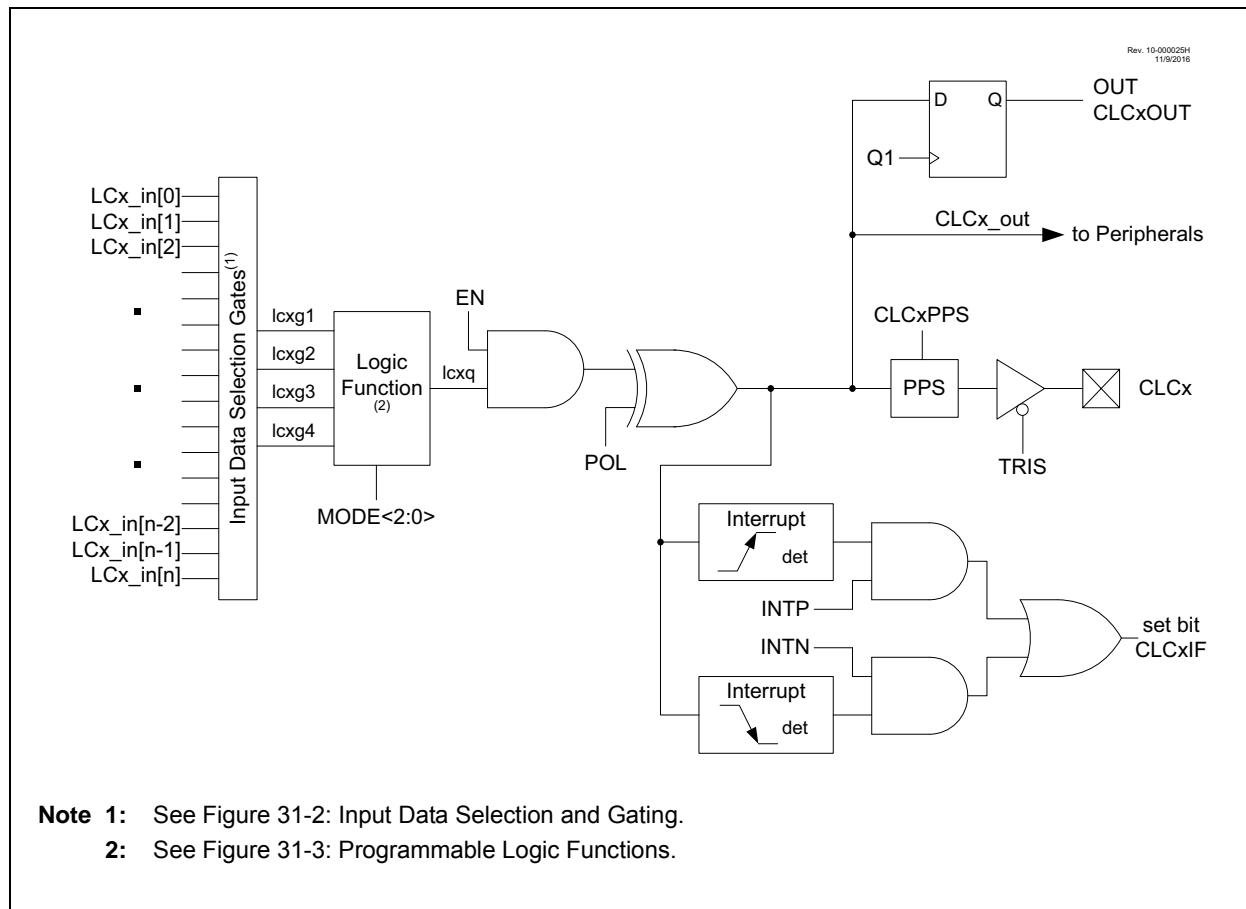 Rev. 10-000025H
11/9/2016
OUT
CLCxOUT
D Q
Q1
CLCx_out
to Peripherals
LCx_in[0]
LCx_in[1]
LCx_in[2]
LCx_in[n-2]
LCx_in[n-1]
LCx_in[n]
Input Data Selection Gates(1)
lcxg1
lcxg2
lcxg3
lcxg4
Logic
Function
(2)
MODE<2:0>
EN
lcxq
POL
CLCxPPS
PPS
TRIS
CLCx
Interrupt
det
INTP
INTN
Interrupt
det
set bit
CLCxIF
Note 1: See Figure 31-2: Input Data Selection and Gating.
2: See Figure 31-3: Programmable Logic Functions.